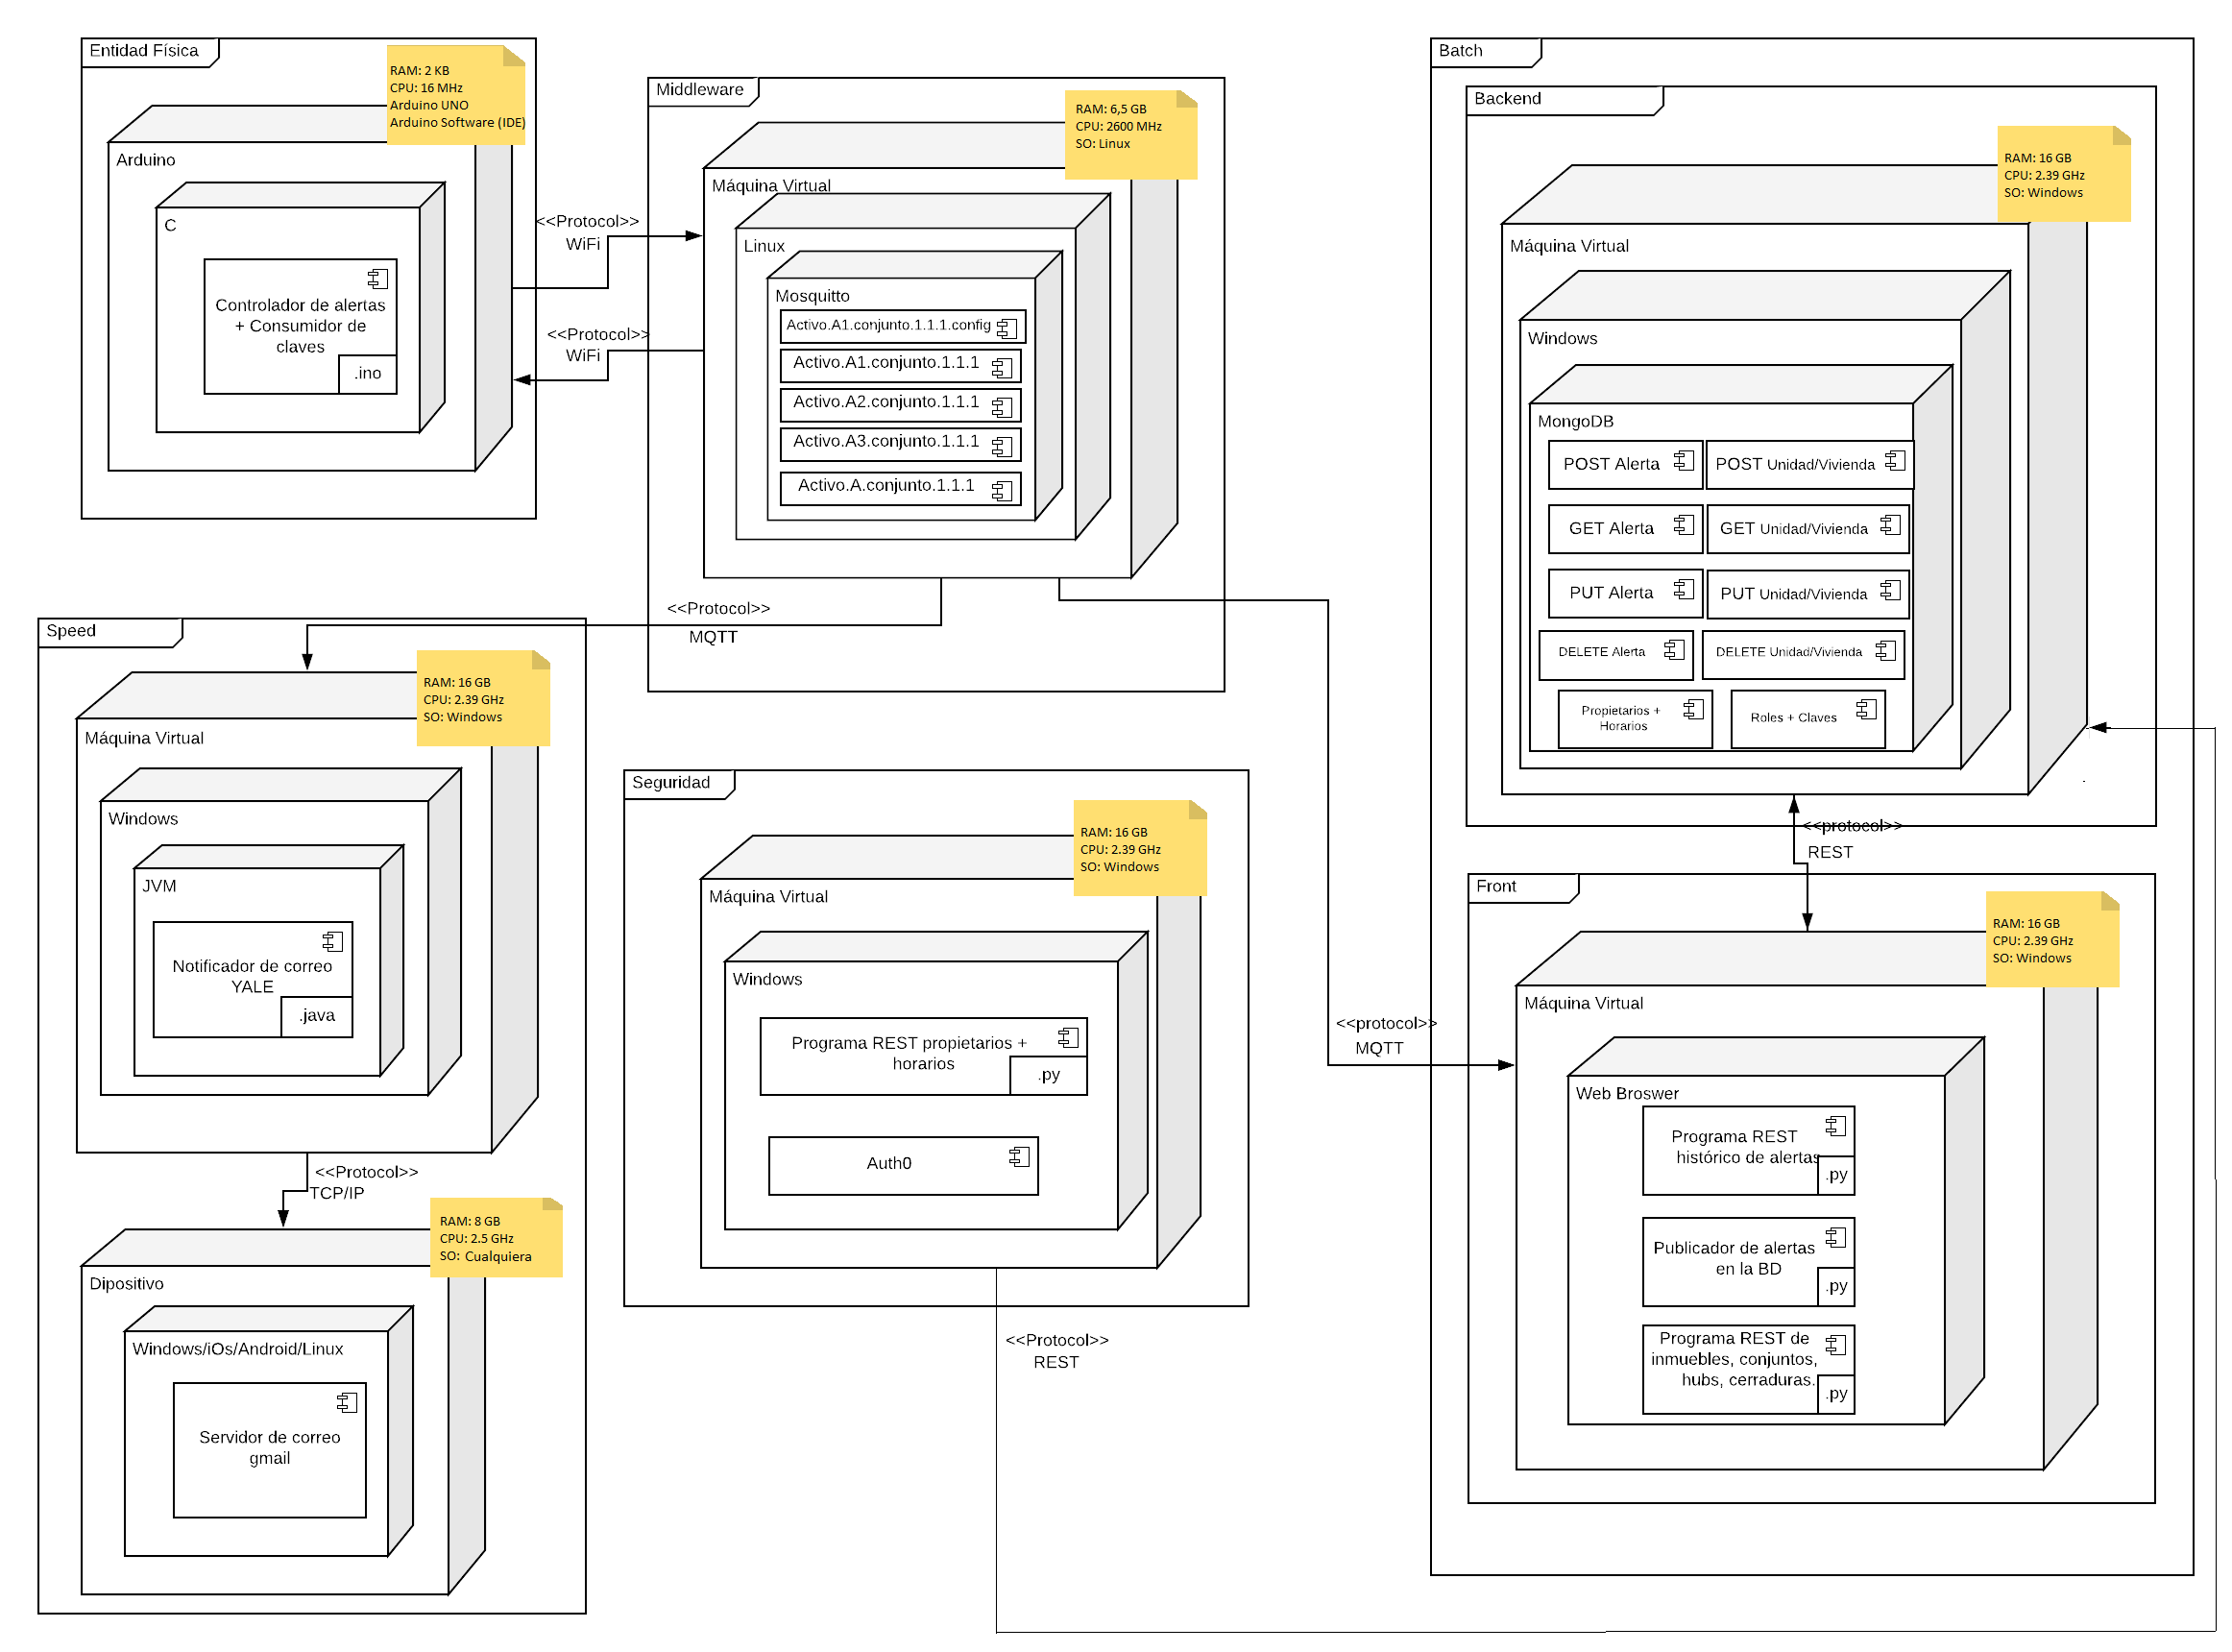 Entidad Física
RAM: 2 KB
CPU: 16 MHz
Arduino UNO
Arduino Software (IDE)
Arduino
C
Controlador de alertas
+ Consumidor de
claves
.ino
<<Protocol>>
WiFi
<<Protocol>>
WiFi
Middleware
RAM: 6,5 GB
CPU: 2600 MHz
SO: Linux
Máquina Virtual
Linux
Mosquitto
Activo.A1.conjunto.1.1.1.config
Activo.A1.conjunto.1.1.1
Activo.A2.conjunto.1.1.1
Activo.A3.conjunto.1.1.1
Activo.A.conjunto.1.1.1
<<Protocol>>
MQTT
Batch
Backend
RAM: 16 GB
CPU: 2.39 GHz
SO: Windows
Máquina Virtual
Windows
MongoDB
POST Alerta
POST Unidad/Vivienda
GET Alerta
GET Unidad/Vivienda
PUT Alerta
PUT Unidad/Vivienda
DELETE Alerta
DELETE Unidad/Vivienda
Propietarios +
Horarios
Roles + Claves
<<protocol>>
REST
Speed
RAM: 16 GB
CPU: 2.39 GHz
SO: Windows
Máquina Virtual
Windows
JVM
Notificador de correo
YALE
.java
<<Protocol>>
TCP/IP
RAM: 8 GB
CPU: 2.5 GHz
SO: Cualquiera
Dipositivo
Windows/iOs/Android/Linux
Servidor de correo
gmail
Seguridad
RAM: 16 GB
CPU: 2.39 GHz
SO: Windows
Máquina Virtual
Windows
Programa REST propietarios +
horarios
.py
Auth0
<<Protocol>>
REST
<<protocol>>
MQTT
Front
RAM: 16 GB
CPU: 2.39 GHz
SO: Windows
Máquina Virtual
Web Broswer
Programa REST
histórico de alertas
.py
Publicador de alertas
en la BD
.py
Programa REST de
inmuebles, conjuntos,
hubs, cerraduras.
.py